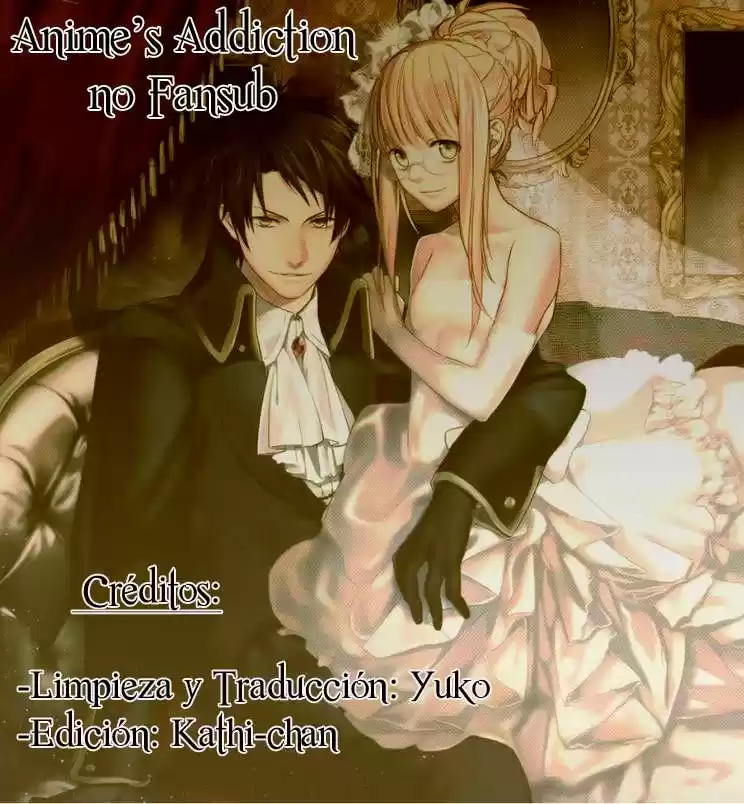 Anime's Addiction
no Fansub
Créditos:
-Limpieza y Traducción: Yuko
-Edición: Kathi-chan